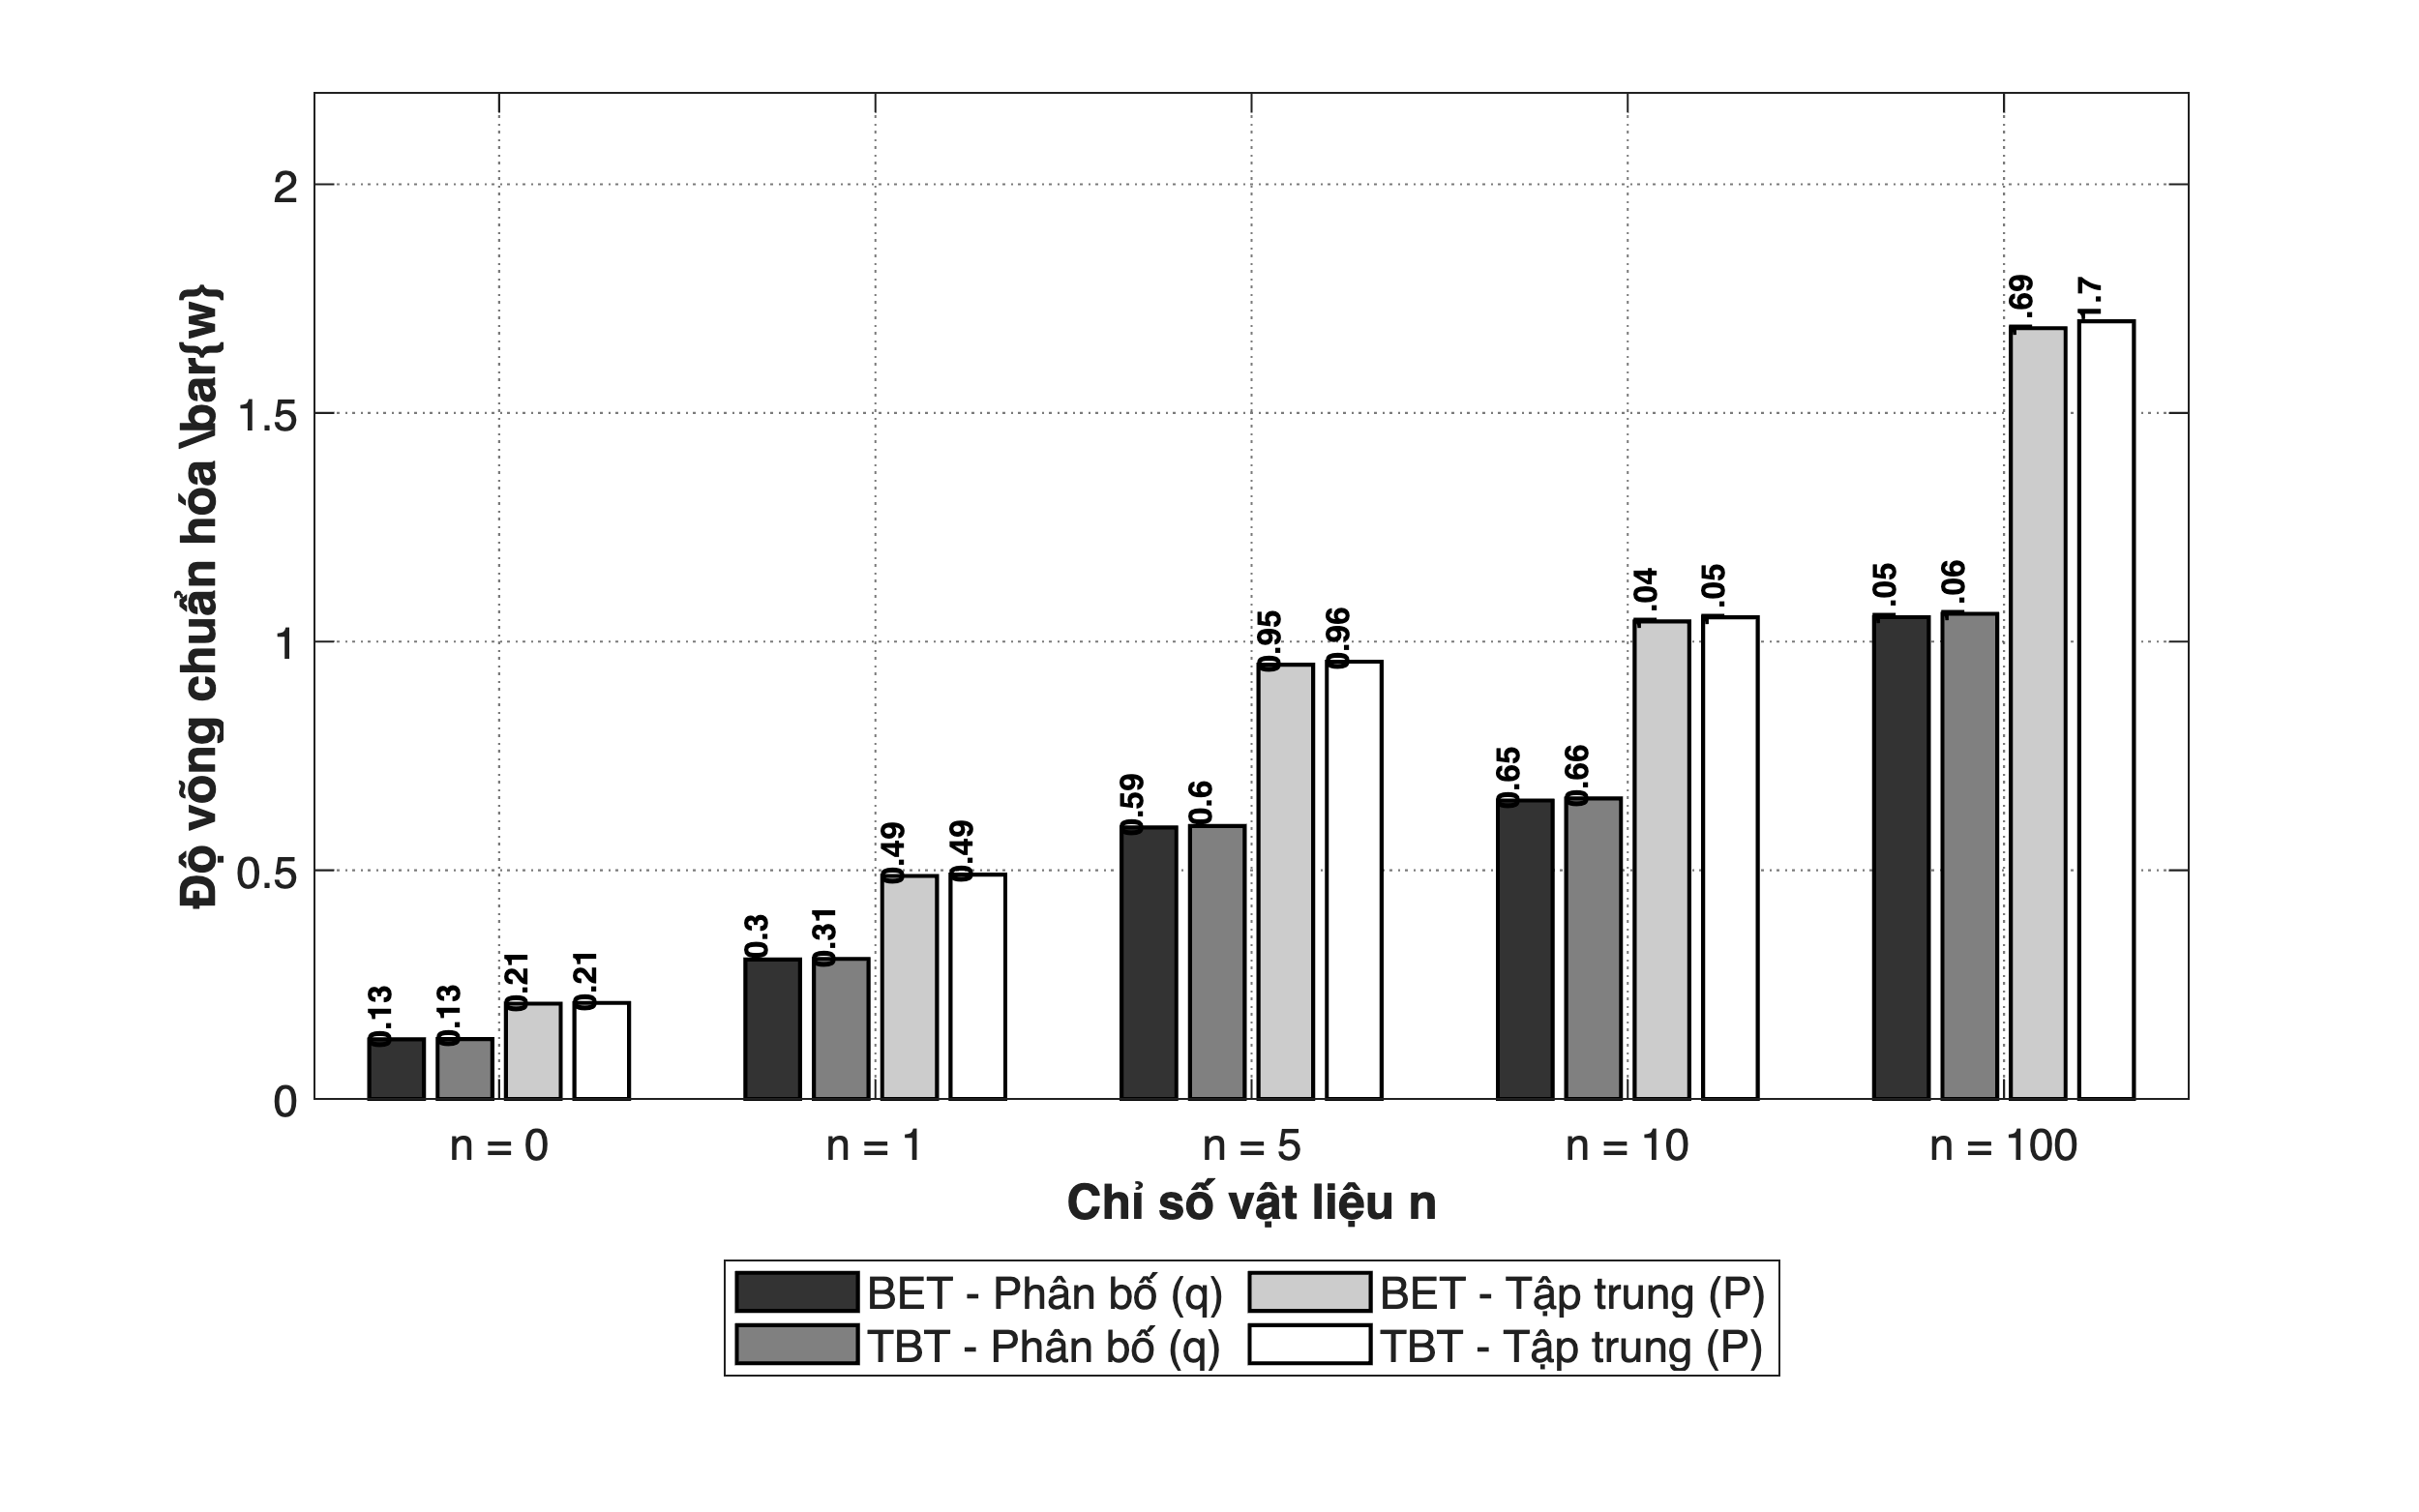 2
1.5
1
0.5
0
Độ võng chuẩn hóa \bar{w}
0.13
0.13
0.21
0.21
0.3
0.31
0.49
0.49
0.59
0.6
0.95
0.96
0.65
0.66
1.04
1.05
1.05
1.06
1.69
1.7
n = 0
n = 1
n = 5
n = 10
n = 100
Chỉ số vật liệu n
BET - Phân bố (q)
BET - Tập trung (P)
TBT - Phân bố (q)
TBT - Tập trung (P)